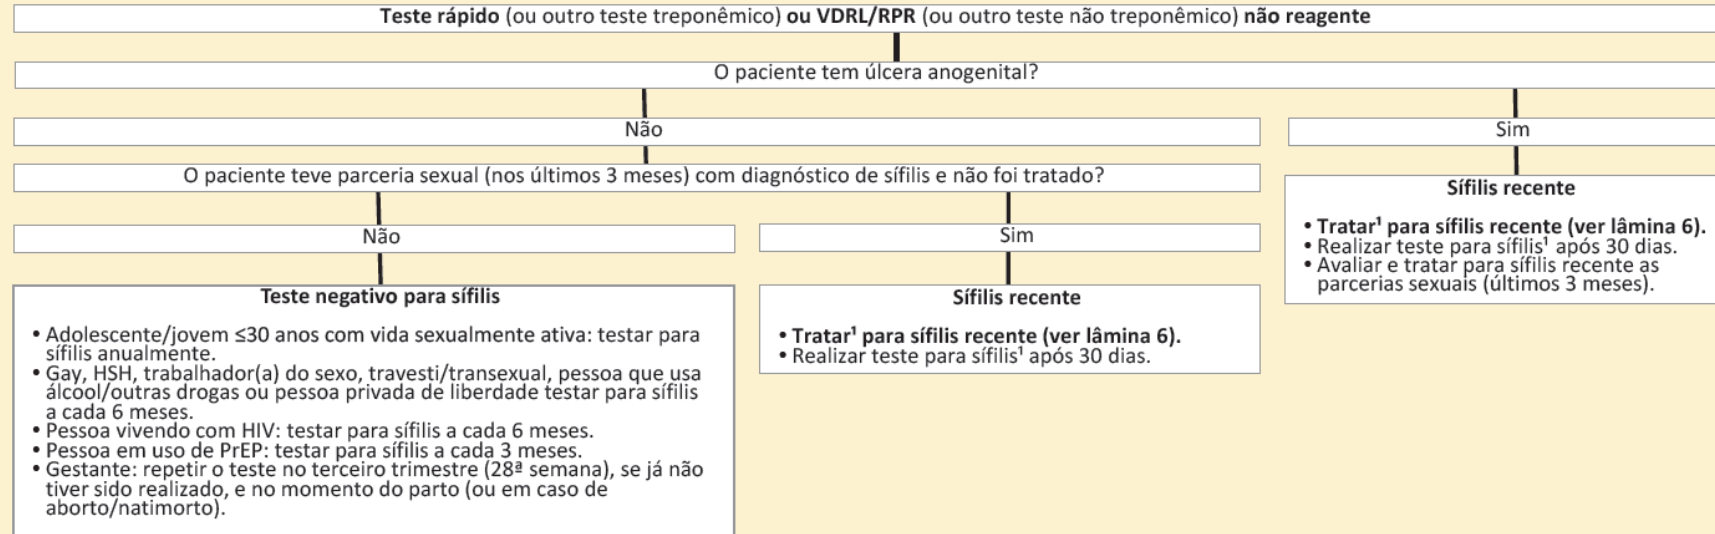 Teste rápido (ou outro teste treponêmico) ou VDRL/RPR (ou outro teste não treponêmico) não reagente
O paciente tem úlcera anogenital?
Não
Sim
O paciente teve parceria sexual (nos últimos 3 meses) com diagnóstico de sífilis e não foi tratado?
Não
Sim
Sífilis recente
• Tratar¹ para sífilis recente (ver lâmina 6).
• Realizar teste para sífilis¹ após 30 dias.
• Avaliar e tratar para sífilis recente as
parcerias sexuais (últimos 3 meses).
Teste negativo para sífilis
• Adolescente/jovem ≤30 anos com vida sexualmente ativa: testar para
sífilis anualmente.
• Gay, HSH, trabalhador(a) do sexo, travesti/transexual, pessoa que usa
álcool/outras drogas ou pessoa privada de liberdade testar para sífilis
a cada 6 meses.
• Pessoa vivendo com HIV: testar para sífilis a cada 6 meses.
• Pessoa em uso de PrEP: testar para sífilis a cada 3 meses.
• Gestante: repetir o teste no terceiro trimestre (28ª semana), se já não
tiver sido realizado, e no momento do parto (ou em caso de
aborto/natimorto).
Sífilis recente
• Tratar¹ para sífilis recente (ver lâmina 6).
• Realizar teste para sífilis¹ após 30 dias.